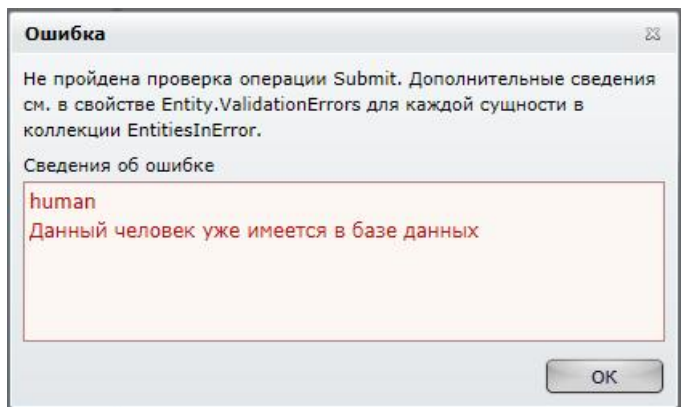 Ошибка
Не пройдена проверка операции Submit. Дополнительные сведения
см. в свойстве Entity.ValidationErrors для каждой сущности в
коллекции EntitiesInError.
Сведения об ошибке
human
Данный человек уже имеется в базе данных
ОК